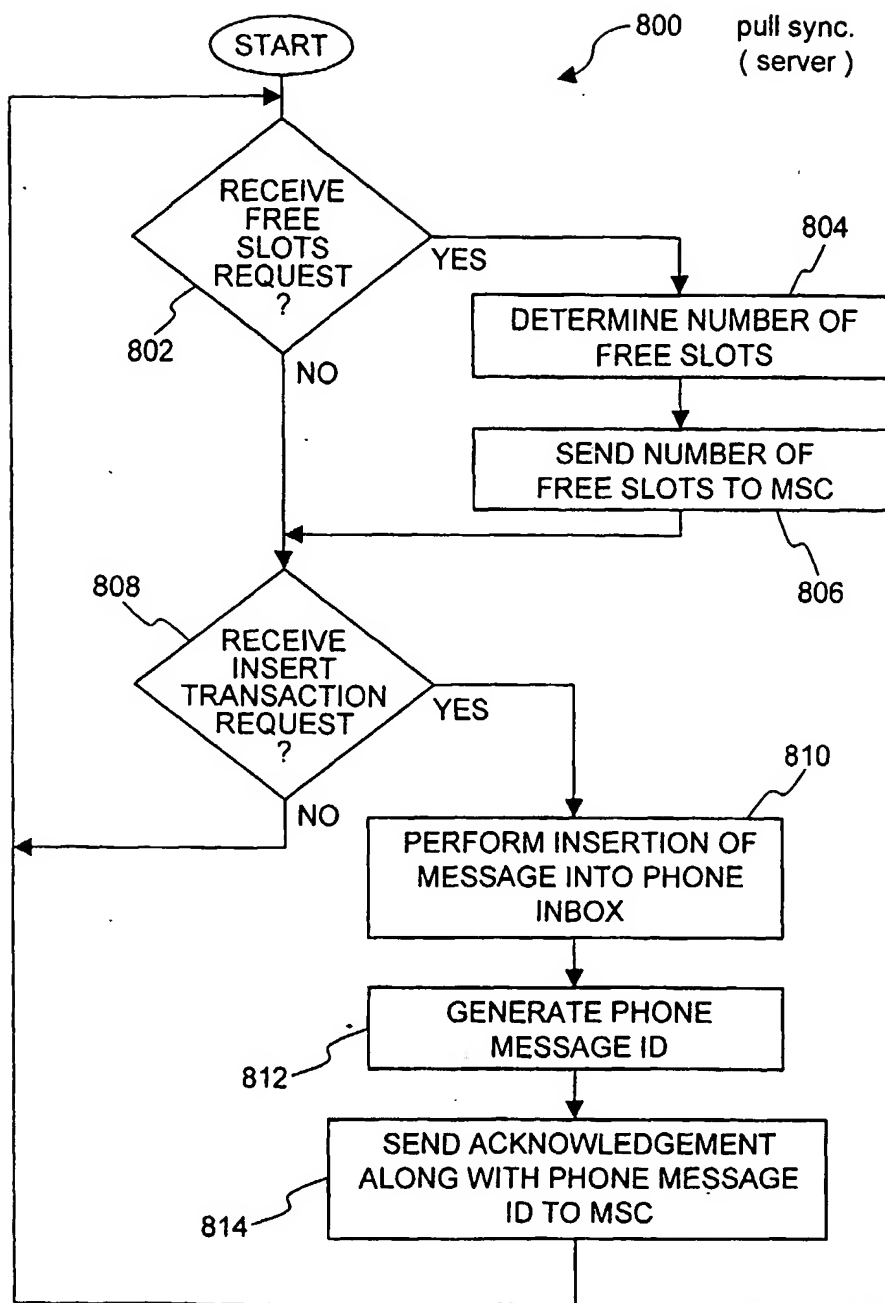 START
800
pull sync.
( server )
RECEIVE
FREE
SLOTS
REQUEST
?
802
YES
NO
804
DETERMINE NUMBER OF
FREE SLOTS
SEND NUMBER OF
FREE SLOTS TO MSC
806
808
RECEIVE
INSERT
TRANSACTION
REQUEST
?
YES
NO
810
PERFORM INSERTION OF
MESSAGE INTO PHONE
INBOX
GENERATE PHONE
MESSAGE ID
812
SEND ACKNOWLEDGEMENT
ALONG WITH PHONE MESSAGE
ID TO MSC
814